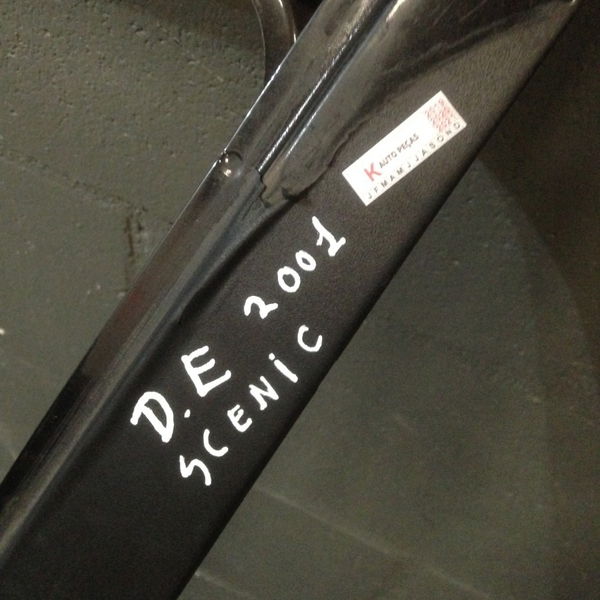 K AUTO PEÇAS
J F M A M J J A S O N D
D.E 2001
SCENIC